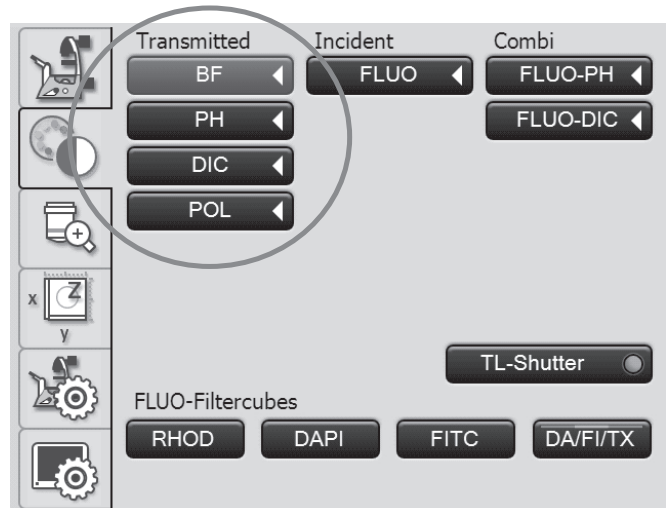 Transmitted Incident Combi
BF FLUO FLUO-PH
PH FLUO-DIC
DIC
POL
Z
x
y
TL-Shutter
FLUO-Filtercubes
RHOD DAPI FITC DA/FI/TX